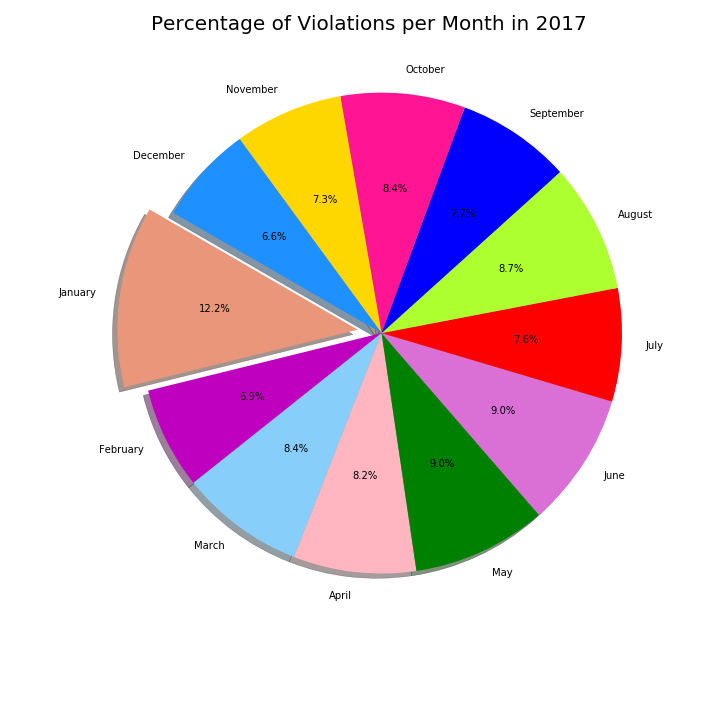 Percentage of Violations per Month in 2017
October
November
September
December
August
8.4%
7.3%
7.7%
6.6%
8.7%
January
12.2%
7.6%
July
6.9%
9.0%
February
8.4%
9.0%
8.2%
June
March
May
April